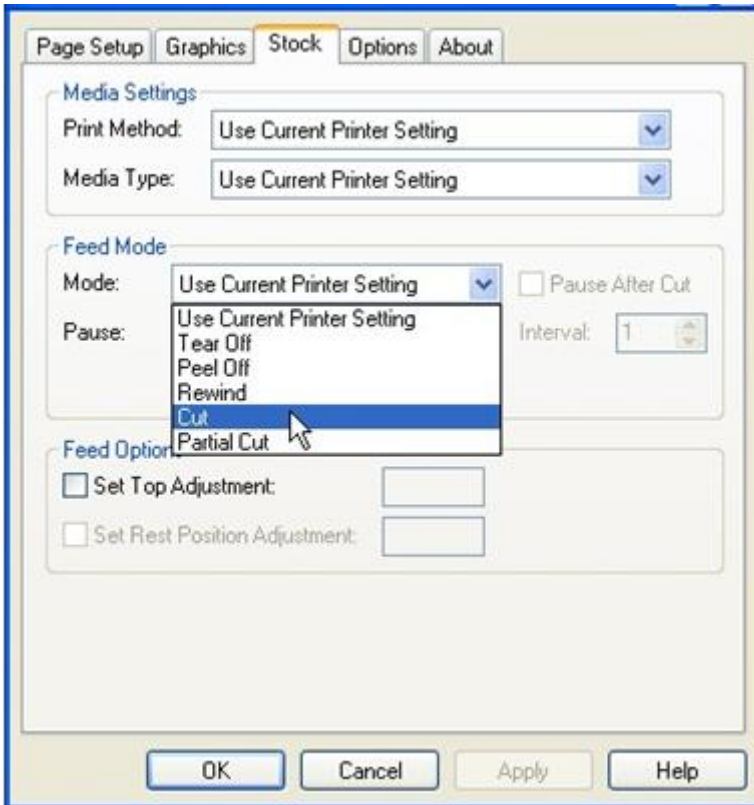 Page Setup Graphics Stock Options About
Media Settings
Print Method: Use Current Printer Setting
Media Type: Use Current Printer Setting
Feed Mode
Mode: Use Current Printer Setting Pause After Cut
Use Current Printer Setting
Pause: Tear Off Interval: 1
Peel Off
Rewind
Cut
Partial Cut
Feed Option
Set Top Adjustment:
Set Rest Position Adjustment:
OK Cancel Apply Help